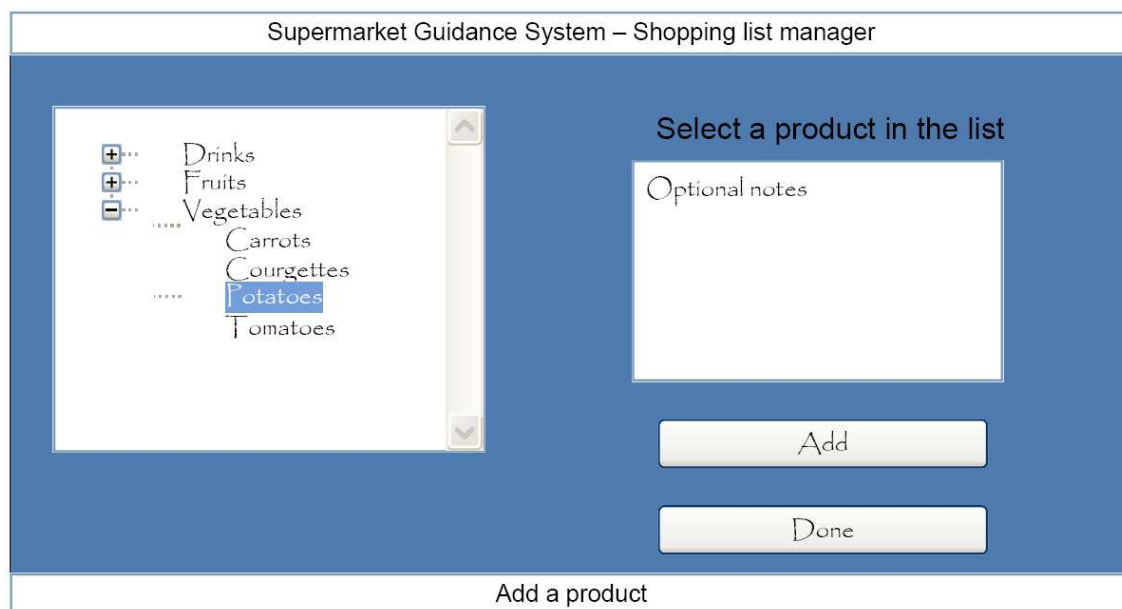 Supermarket Guidance System – Shopping list manager
Drinks
Fruits
Vegetables
Carrots
Courgettes
Potatoes
Tomatoes
Select a product in the list
Optional notes
Add
Done
Add a product